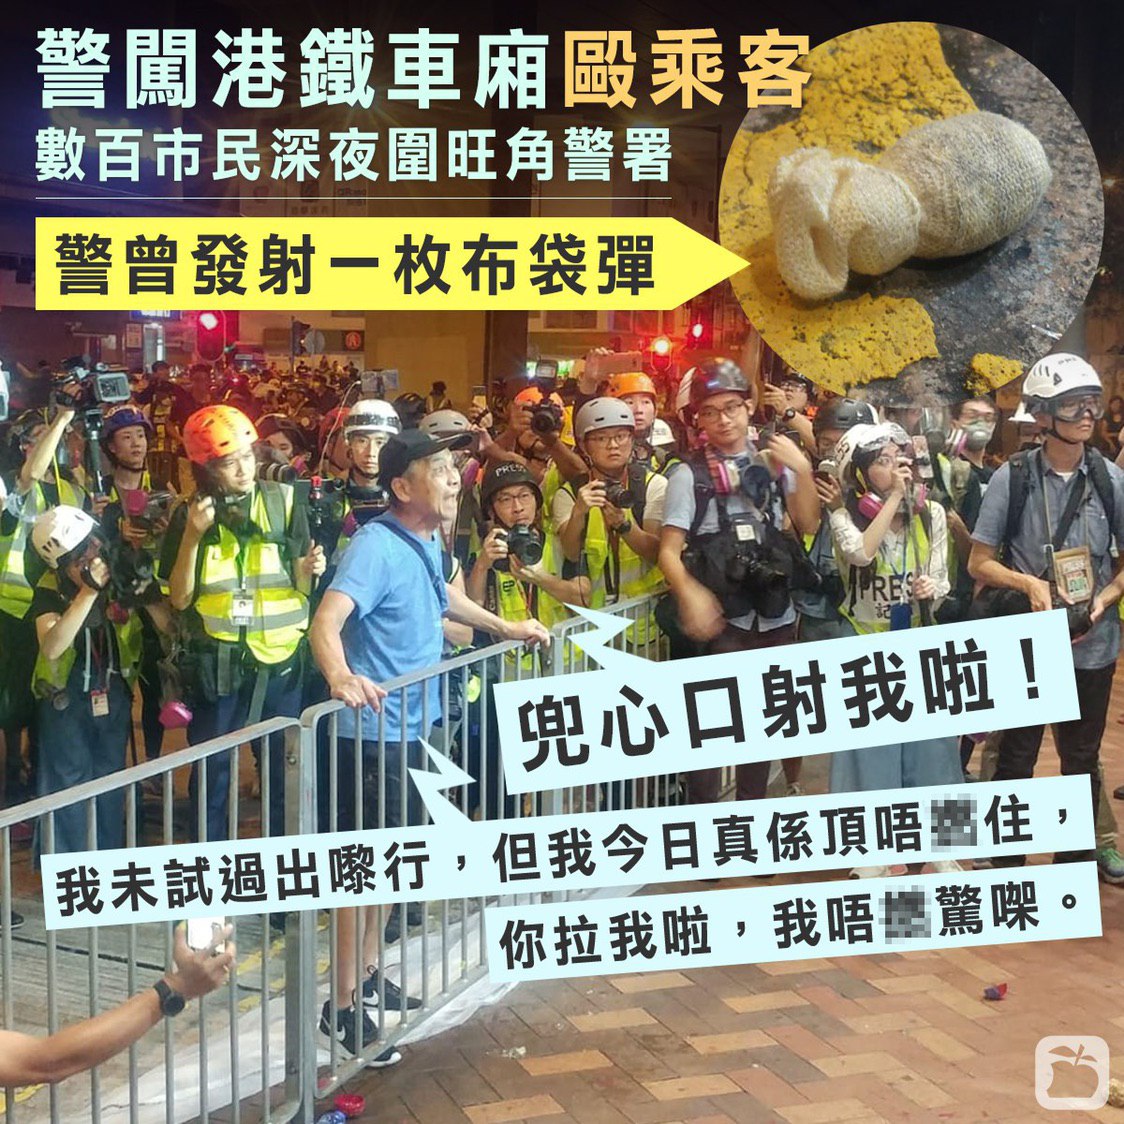 警闖港鐵車廂毆乘客
數百市民深夜圍旺角警署
警曾發射一枚布袋彈
PRESS
PRESS
記
兜心口射我啦！
我未試過出嚟行，但我今日真係頂唔住，
你拉我啦，我唔驚㗎。